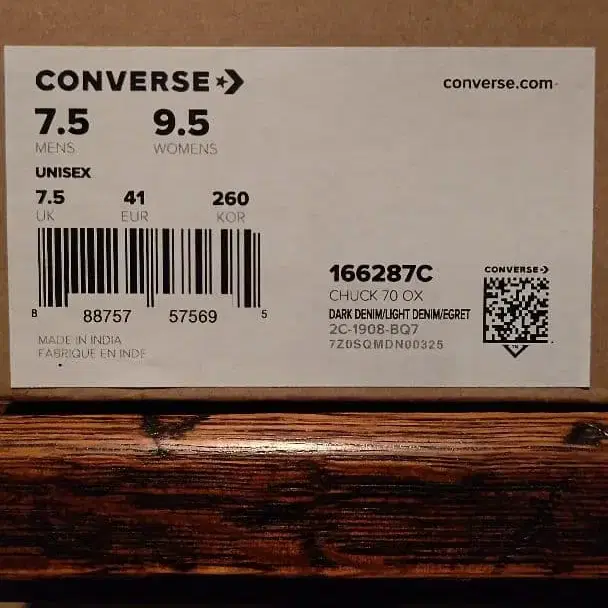 CONVERSE
converse.com
7.5 9.5
MENS WOMENS
UNISEX
7.5 41 260
UK EUR KOR
8 88757 57569 5
MADE IN INDIA
FABRIQUE EN INDE
166287C
CHUCK 70 OX
DARK DENIM/LIGHT DENIM/EGRET
2C-1908-BQ7
7Z0SQMDN00325
CONVERSE
TM